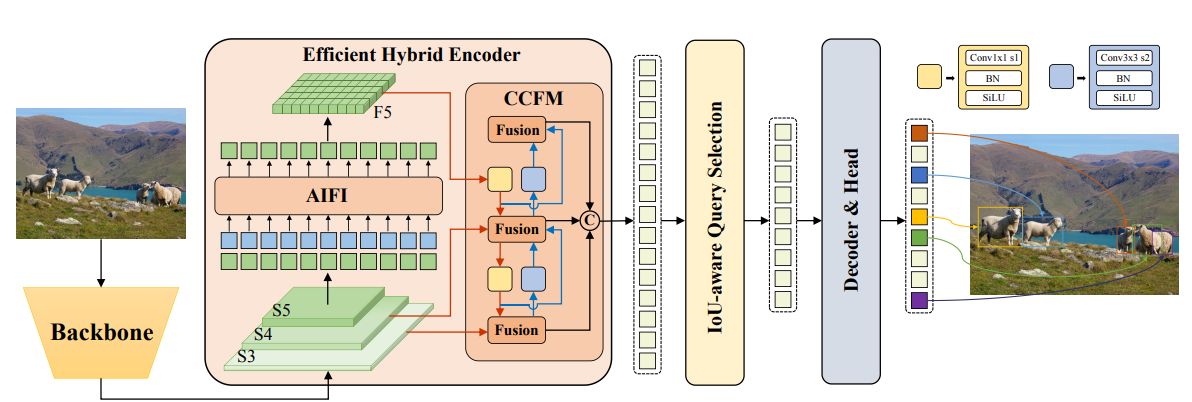 Efficient Hybrid Encoder
F5
CCFM
Fusion
AIFI
Fusion
C
Fusion
S5
S4
S3
Backbone
IoU-aware Query Selection
Decoder & Head
Conv1x1 s1
BN
SiLU
Conv3x3 s2
BN
SiLU